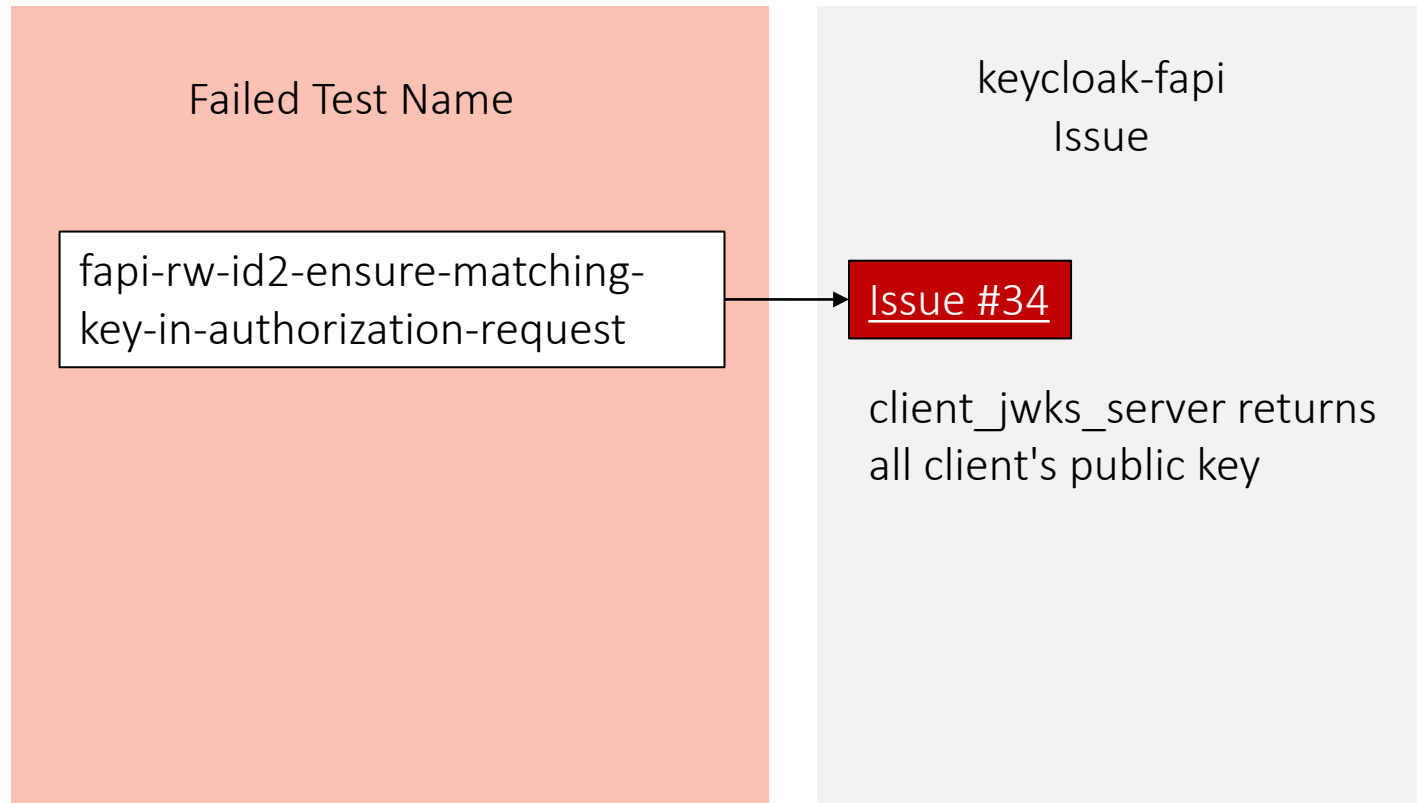 Failed Test Name
fapi-rw-id2-ensure-matching-
key-in-authorization-request
keycloak-fapi
Issue
Issue #34
client_jwks_server returns
all client's public key